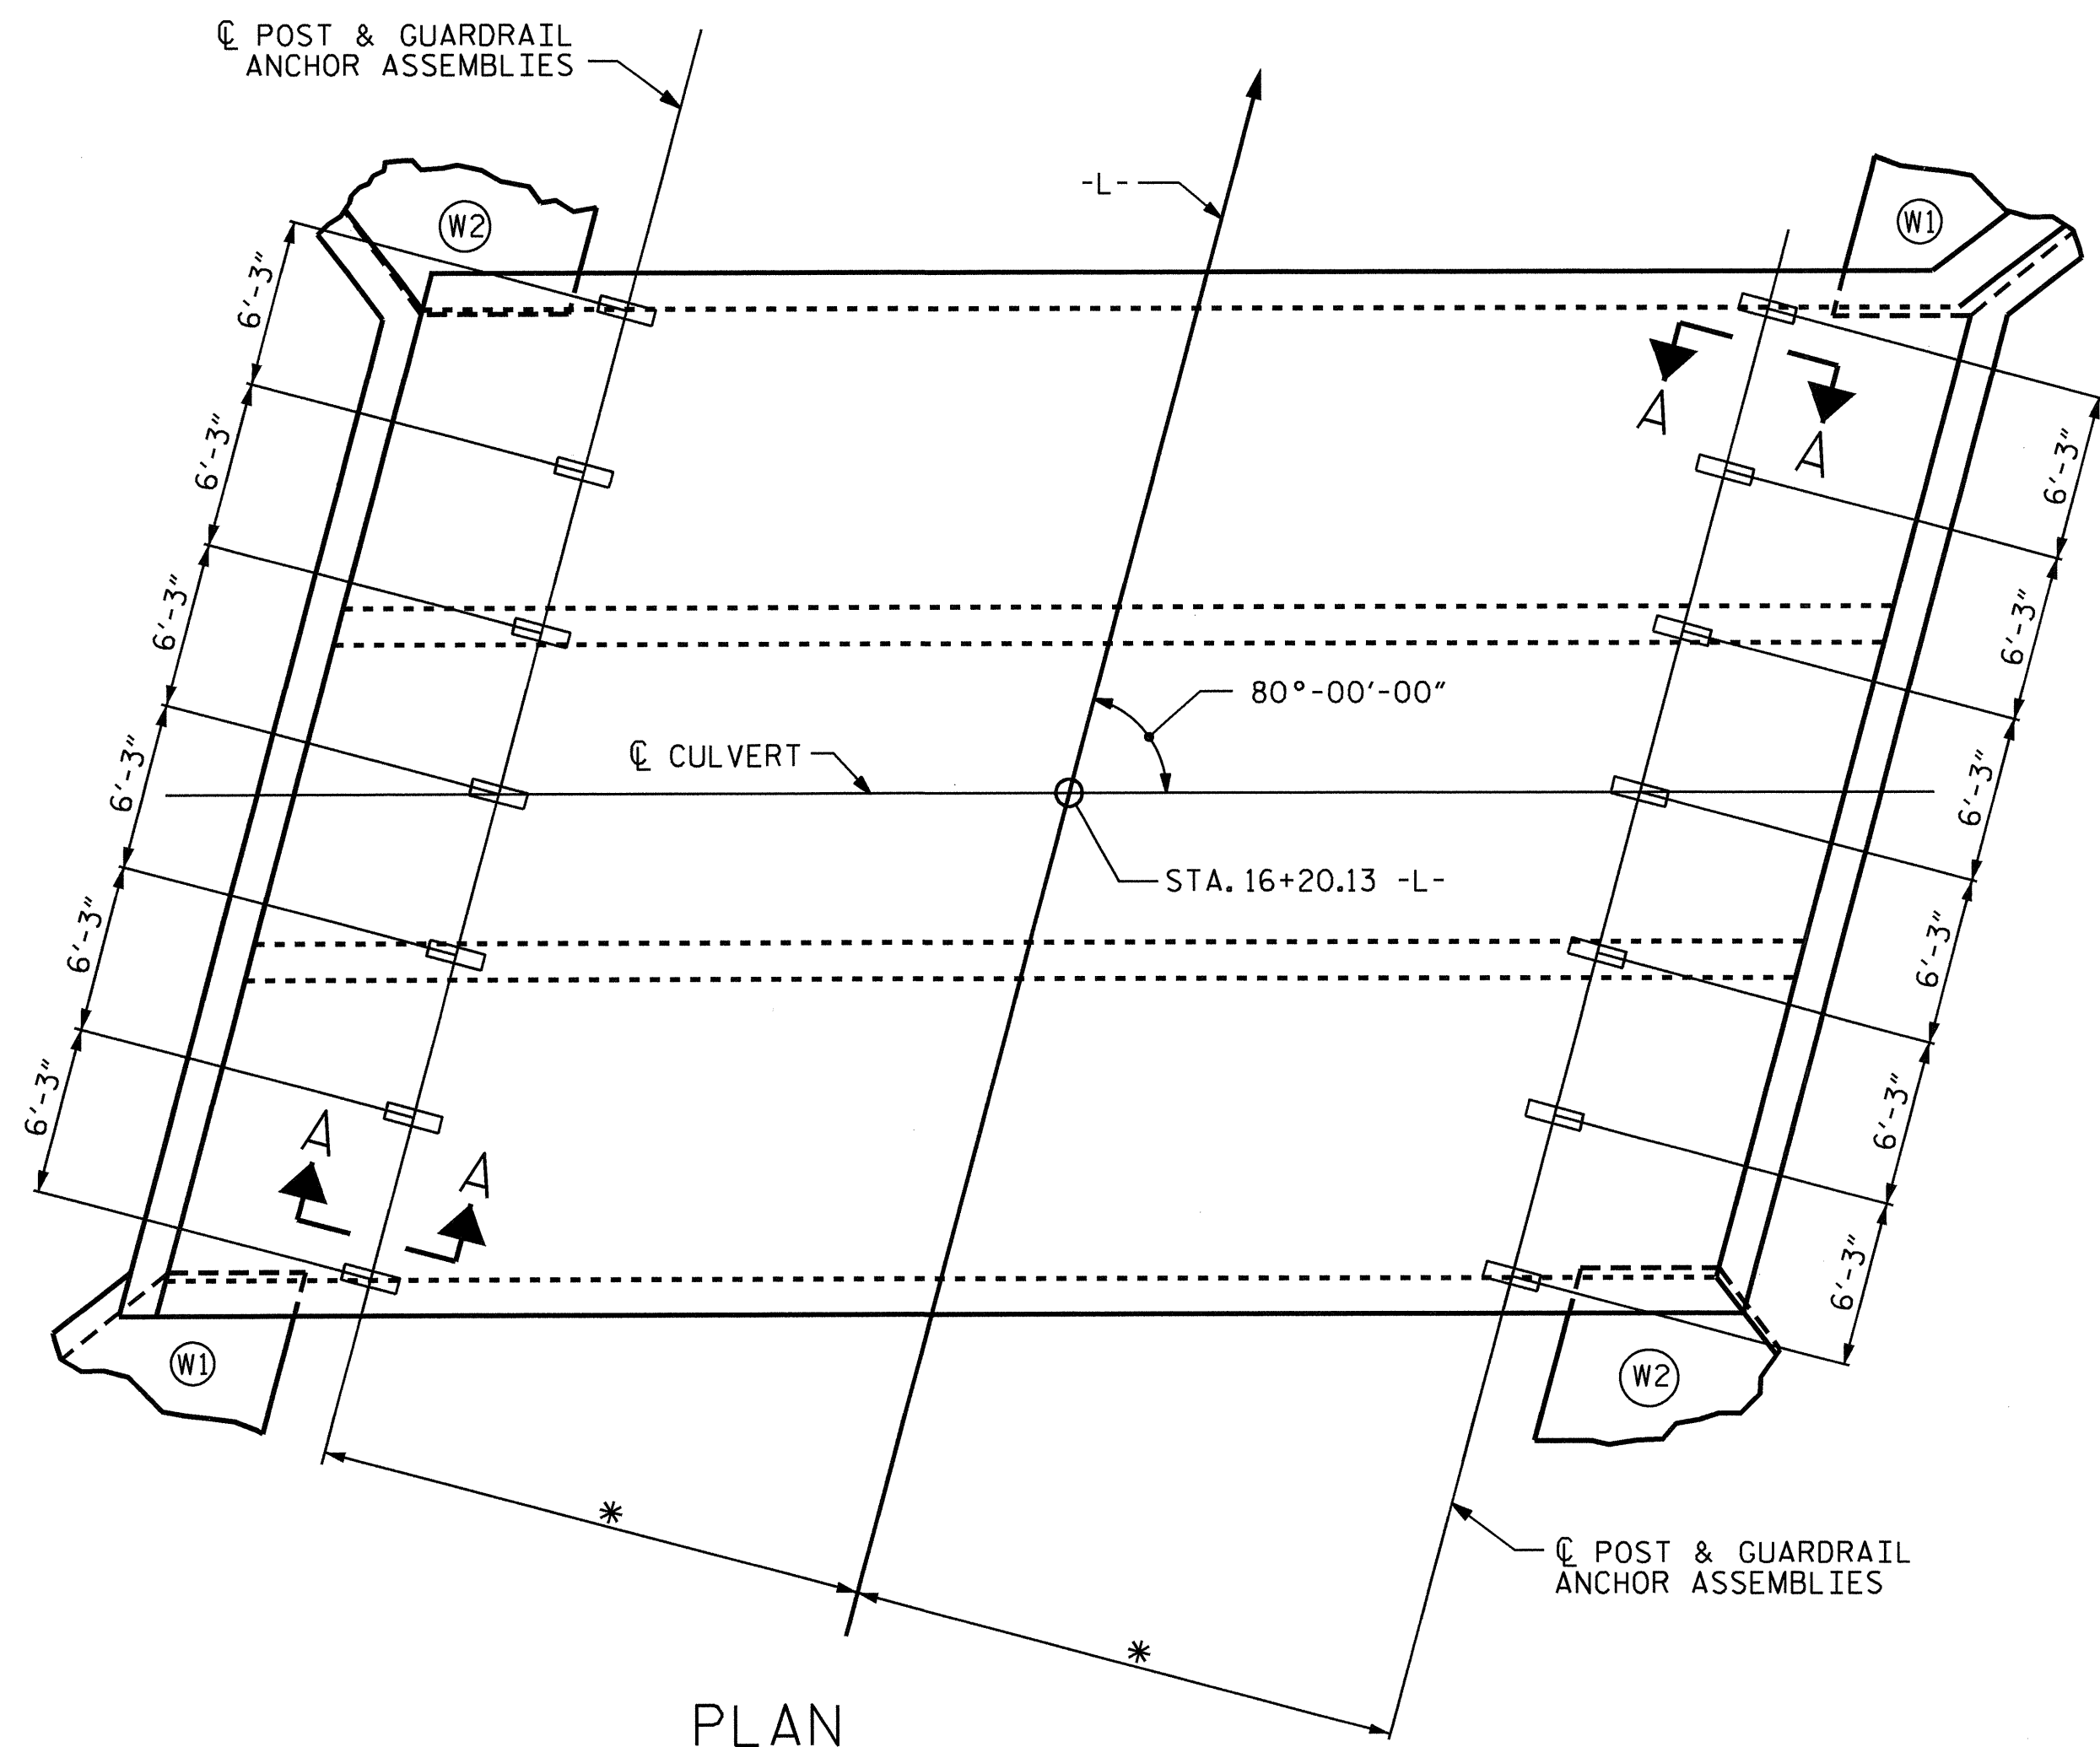 ℄ POST & GUARDRAIL
ANCHOR ASSEMBLIES
-L-
W2
W1
6'-3"
6'-3"
6'-3"
6'-3"
6'-3"
6'-3"
A
A
6'-3"
6'-3"
6'-3"
6'-3"
6'-3"
6'-3"
80°-00'-00"
℄ CULVERT
STA. 16+20.13 -L-
A
A
W1
W2
*
*
℄ POST & GUARDRAIL
ANCHOR ASSEMBLIES
PLAN